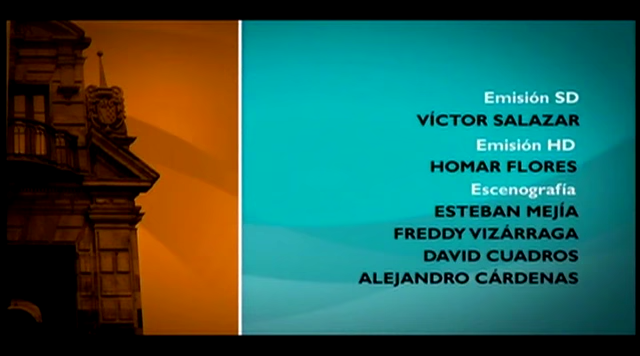 Emisión SD
VÍCTOR SALAZAR
Emisión HD
HOMAR FLORES
Escenografía
ESTEBAN MEJÍA
FREDDY VIZÁRRAGA
DAVID CUADROS
ALEJANDRO CÁRDENAS